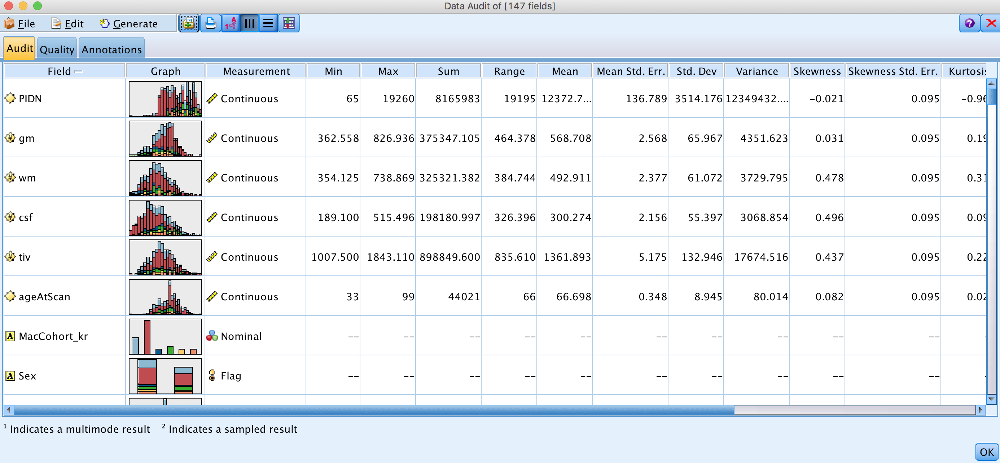 Data Audit of [147 fields]
File Edit Generate
Audit Quality Annotations
Field Graph Measurement Min Max Sum Range Mean Mean Std. Err. Std. Dev Variance Skewness Skewness Std. Err. Kurtosis
PIDN Continuous 65 19260 8165983 19195 12372.7... 136.789 3514.176 12349432.... -0.021 0.095 -0.96
# gm Continuous 362.558 826.936 375347.105 464.378 568.708 2.568 65.967 4351.623 0.031 0.095 0.19
# wm Continuous 354.125 738.869 325321.382 384.744 492.911 2.377 61.072 3729.795 0.478 0.095 0.31
# csf Continuous 189.100 515.496 198180.997 326.396 300.274 2.156 55.397 3068.854 0.496 0.095 0.09
# tiv Continuous 1007.500 1843.110 898849.600 835.610 1361.893 5.175 132.946 17674.516 0.437 0.095 0.22
ageAtScan Continuous 33 99 44021 66 66.698 0.348 8.945 80.014 0.082 0.095 0.02
A MacCohort_kr Nominal -- -- -- -- -- -- -- -- -- --
A Sex Flag -- -- -- -- -- -- -- -- -- --
1 Indicates a multimode result 2 Indicates a sampled result
OK